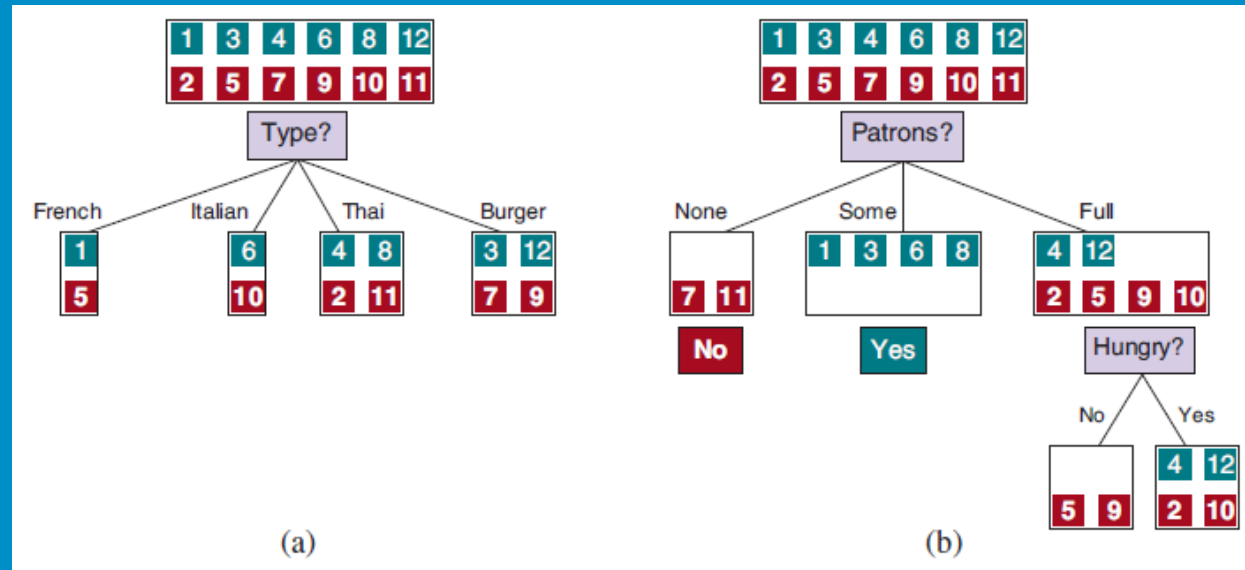 1 3 4 6 8 12
2 5 7 9 10 11
Type?
French Italian Thai Burger
1 6 4 8 3 12
5 10 2 11 7 9
(a)
1 3 4 6 8 12
2 5 7 9 10 11
Patrons?
None Some Full
1 3 6 8 4 12
7 11 2 5 9 10
No Yes Hungry?
No Yes
4 12
5 9 2 10
(b)